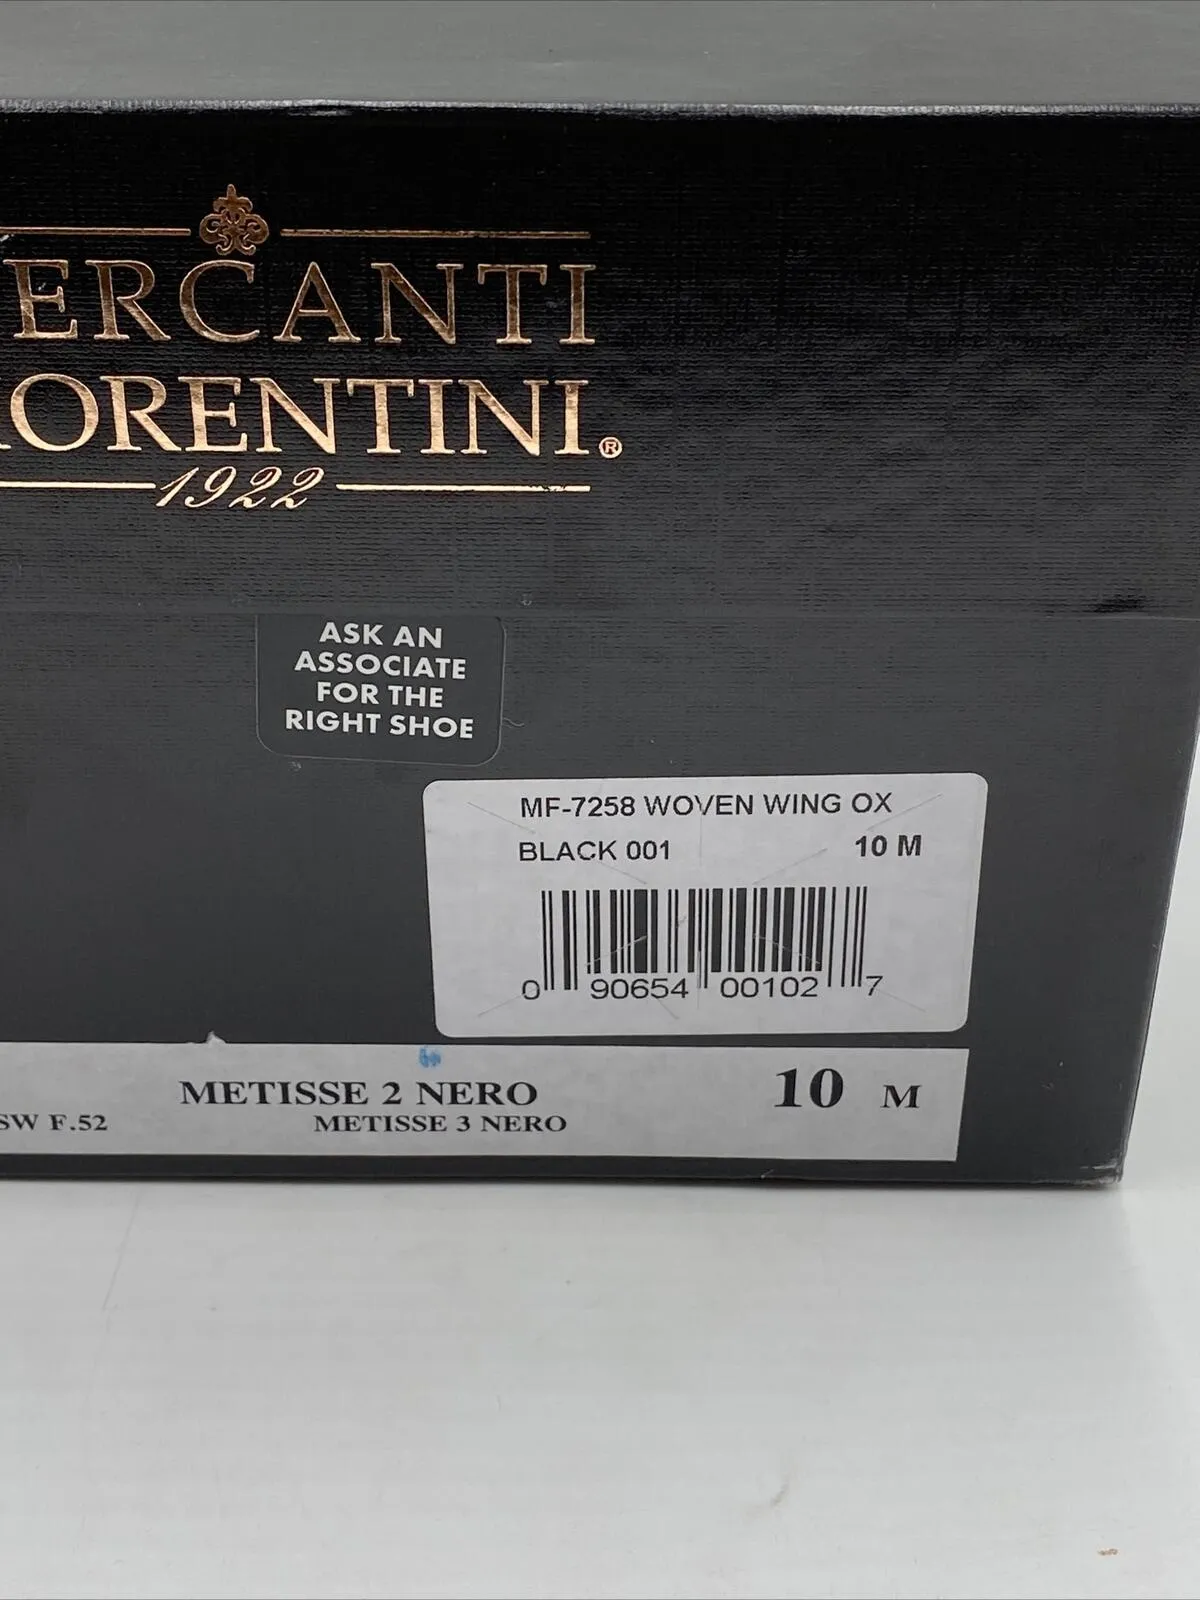 ERCANTI
IORENTINI®
1922
ASK AN
ASSOCIATE
FOR THE
RIGHT SHOE
MF-7258 WOVEN WING OX
BLACK 001 10 M
0 90654 00102 7
METISSE 2 NERO 10 M
SW F.52 METISSE 3 NERO